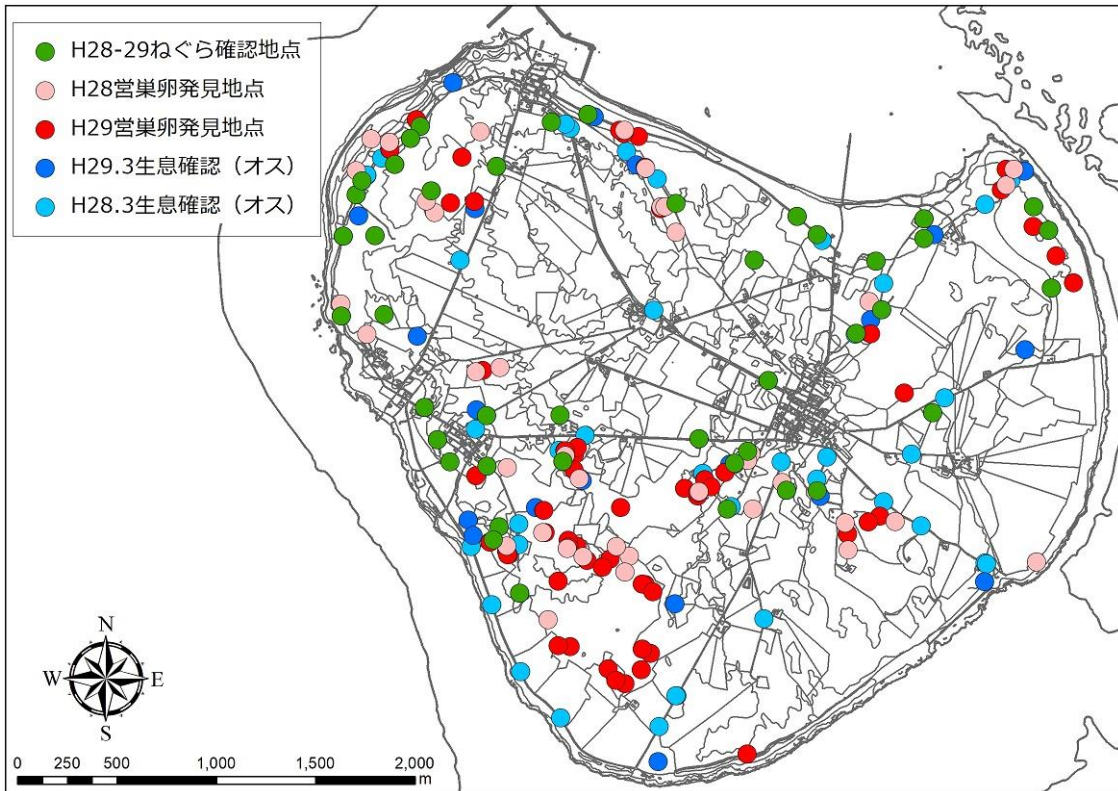 H28-29ねぐら確認地点
H28営巣卵発見地点
H29営巣卵発見地点
H29.3生息確認（オス）
H28.3生息確認（オス）
N
W E
S
0 250 500 1,000 1,500 2,000
m